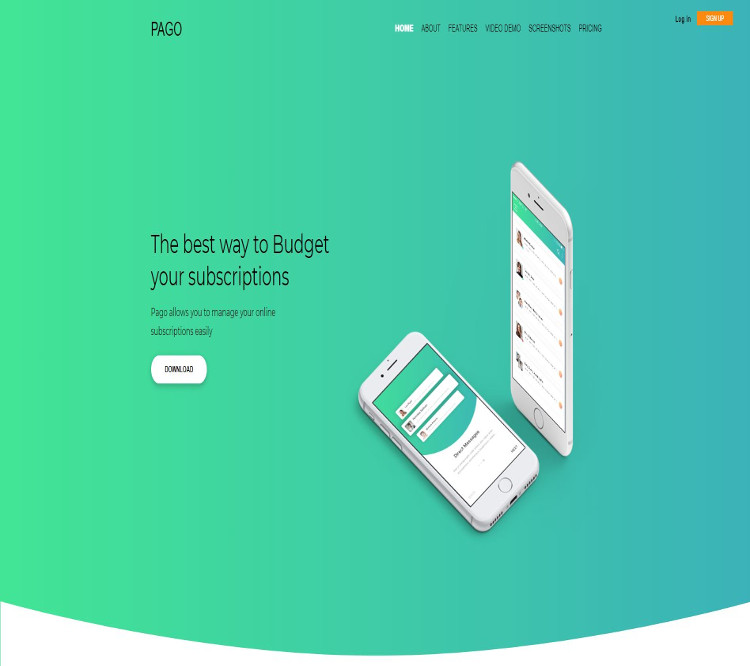 PAGO
HOME ABOUT FEATURES VIDEO DEMO SCREENSHOTS PRICING
Log In SIGN UP
The best way to Budget
your subscriptions
Pago allows you to manage your online
subscriptions easily
DOWNLOAD
Direct Messages
NEXT